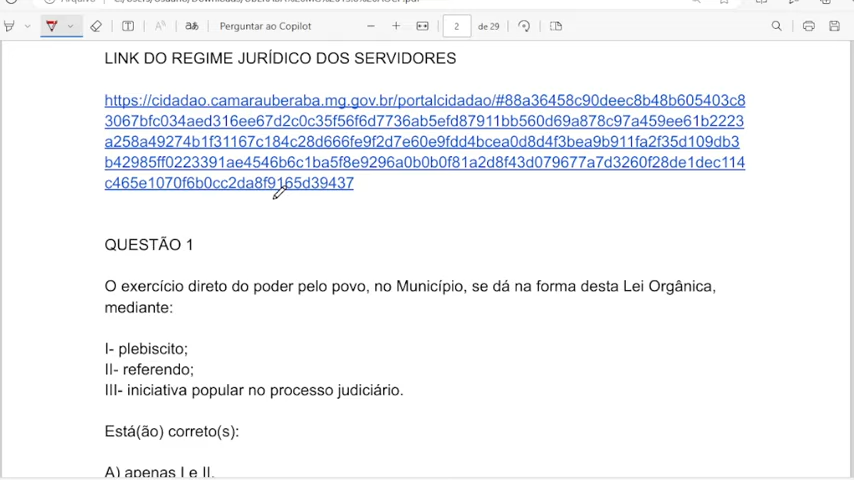 Perguntar ao Copilot
2
de 29
LINK DO REGIME JURÍDICO DOS SERVIDORES
https://cidadao.camarauberaba.mg.gov.br/portalcidadao/#88a36458c90deec8b48b605403c8
3067bfc034aed316ee67d2c0c35f56f6d7736ab5efd87911bb560d69a878c97a459ee61b2223
a258a49274b1f31167c184c28d666fe9f2d7e60e9fdd4bcea0d8d4f3bea9b911fa2f35d109db3
b42985ff0223391ae4546b6c1ba5f8e9296a0b0b0f81a2d8f43d079677a7d3260f28de1dec114
c465e1070f6b0cc2da8f9165d39437
QUESTÃO 1
O exercício direto do poder pelo povo, no Município, se dá na forma desta Lei Orgânica,
mediante:
I- plebiscito;
II- referendo;
III- iniciativa popular no processo judiciário.
Está(ão) correto(s):
A) apenas I e II.